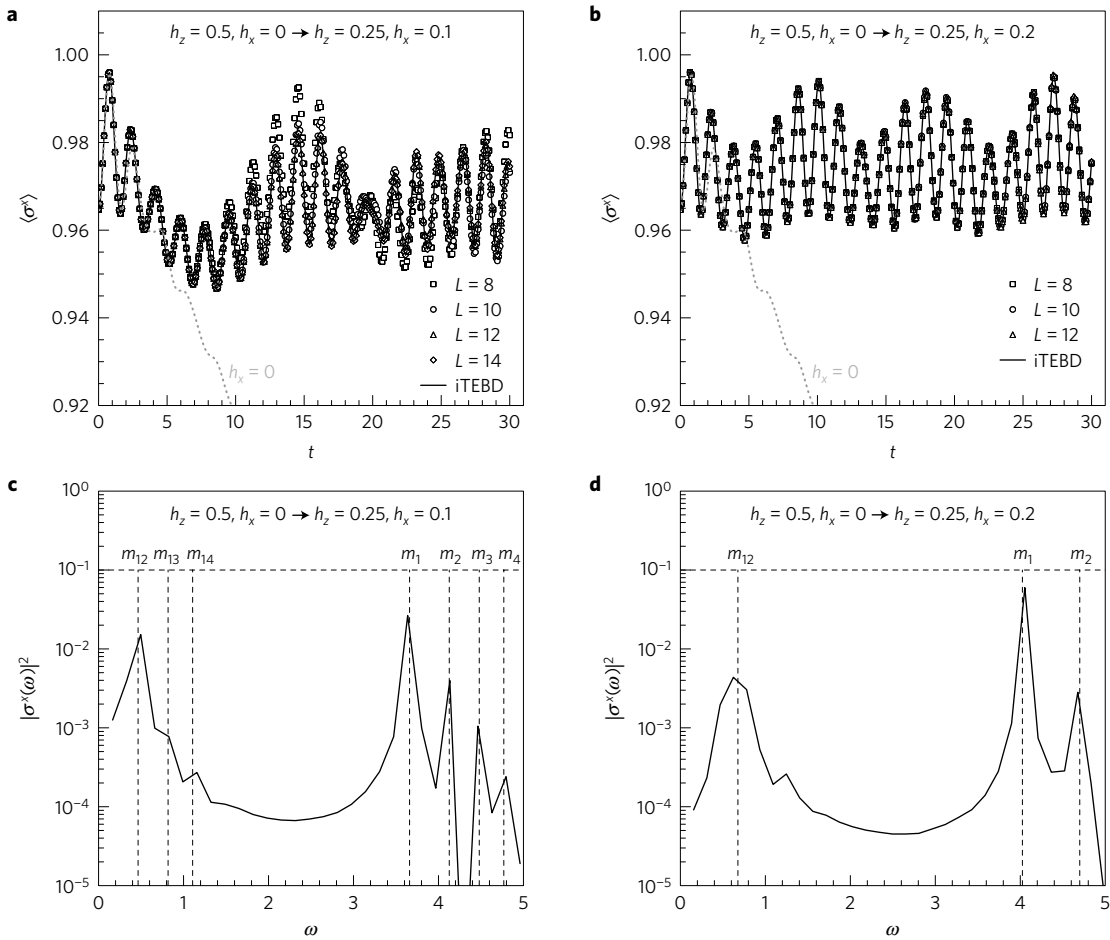 a
h_z = 0.5, h_x = 0 → h_z = 0.25, h_x = 0.1
1.00
0.98
0.96
0.94
0.92
⟨σ^x⟩
L = 8
L = 10
L = 12
L = 14
iTEBD
h_x = 0
0 5 10 15 20 25 30
t
b
h_z = 0.5, h_x = 0 → h_z = 0.25, h_x = 0.2
1.00
0.98
0.96
0.94
0.92
⟨σ^x⟩
L = 8
L = 10
L = 12
iTEBD
h_x = 0
0 5 10 15 20 25 30
t
c
h_z = 0.5, h_x = 0 → h_z = 0.25, h_x = 0.1
m_12 m_13 m_14 m_1 m_2 m_3 m_4
10^0
10^−1
10^−2
10^−3
10^−4
10^−5
|σ^x(ω)|^2
0 1 2 3 4 5
ω
d
h_z = 0.5, h_x = 0 → h_z = 0.25, h_x = 0.2
m_12 m_1 m_2
10^0
10^−1
10^−2
10^−3
10^−4
10^−5
|σ^x(ω)|^2
0 1 2 3 4 5
ω